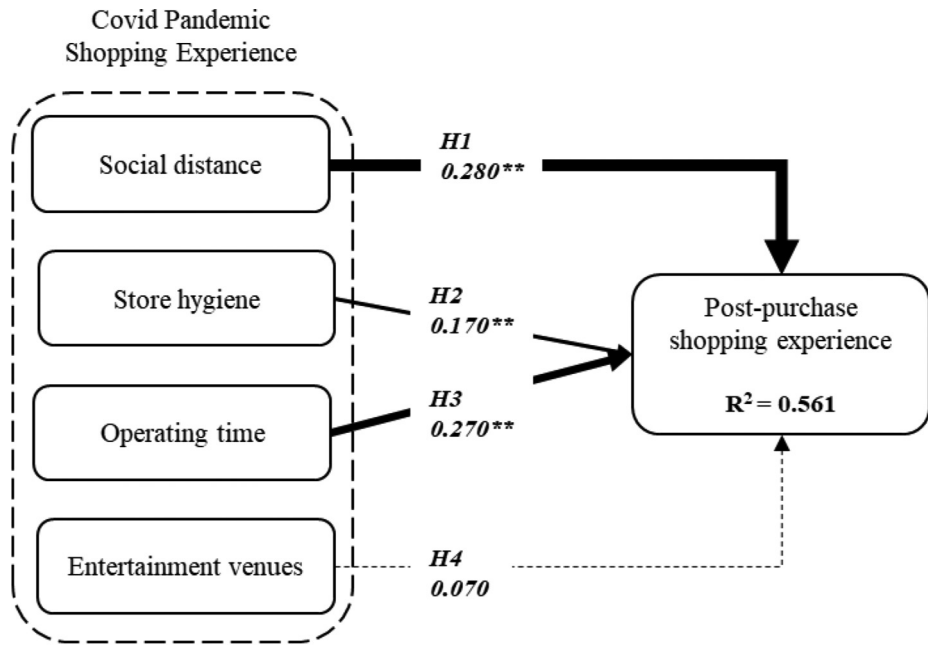 Covid Pandemic
Shopping Experience
Social distance
H1
0.280**
Store hygiene
H2
0.170**
Post-purchase
shopping experience
R² = 0.561
Operating time
H3
0.270**
Entertainment venues
H4
0.070